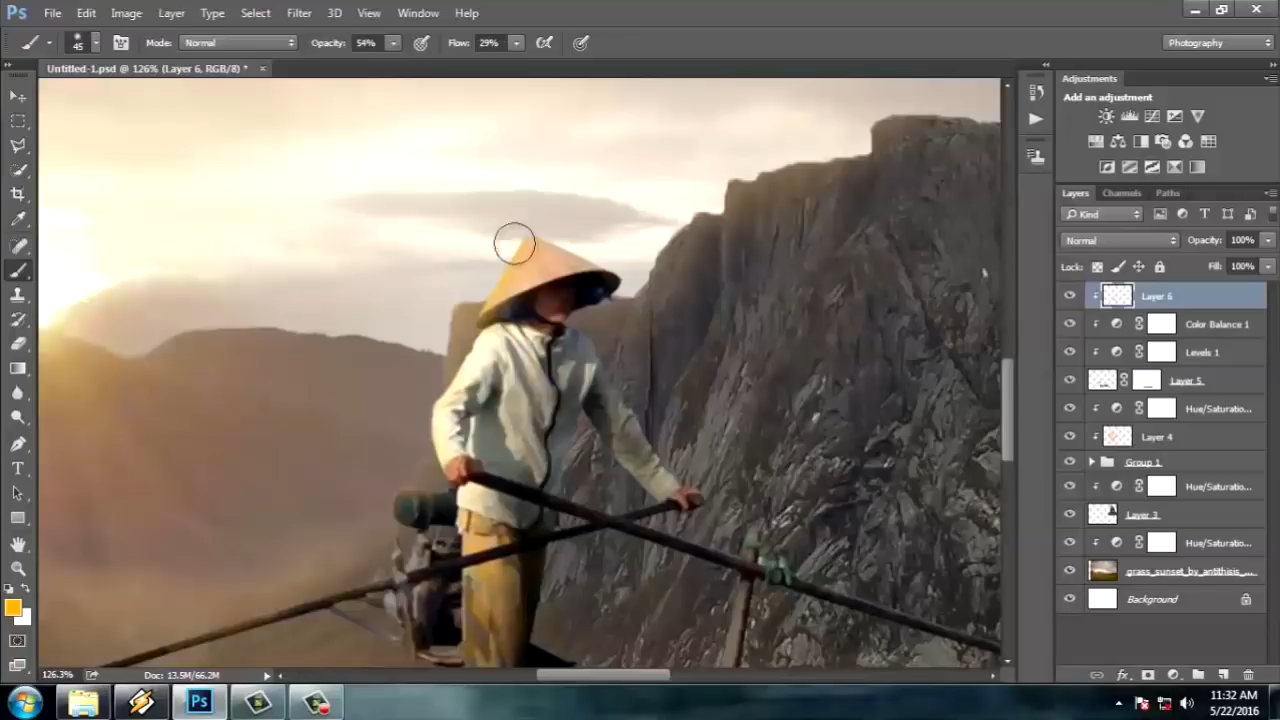 Ps File Edit Image Layer Type Select Filter 3D View Window Help
45 Mode: Normal Opacity: 54% Flow: 29% Photography
Untitled-1.psd @ 126% (Layer 6, RGB/8) *
Adjustments
Add an adjustment
Layers Channels Paths
Kind
Normal Opacity: 100%
Lock: Fill: 100%
Layer 6
Color Balance 1
Levels 1
Layer 5
Hue/Saturatio...
Layer 4
Group 1
Hue/Saturatio...
Layer 3
Hue/Saturatio...
grass_sunset_by_antithisis_...
Background
126.3% Doc: 13.5M/66.2M
Ps
11:32 AM
5/22/2016